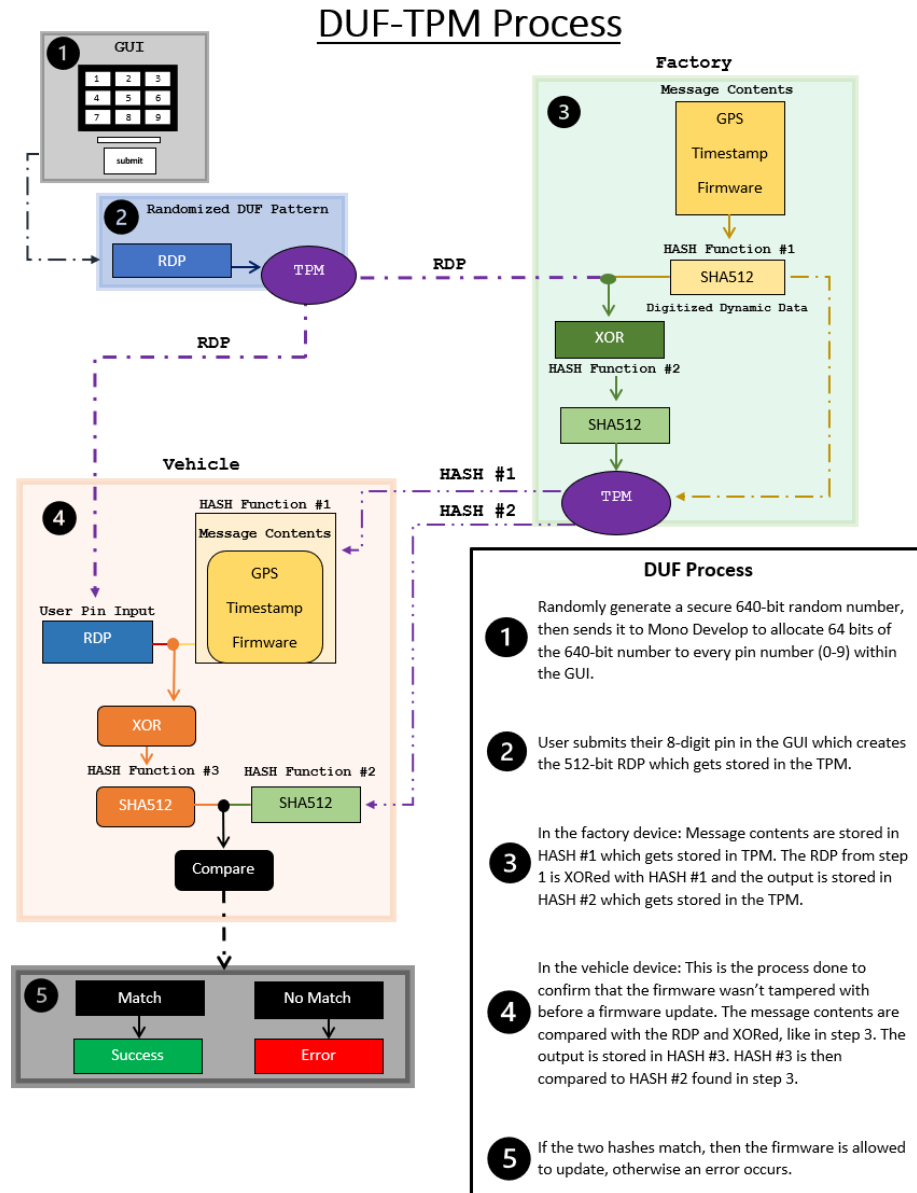 DUF-TPM Process
1
GUI
1 2 3
4 5 6
7 8 9
submit
2
Randomized DUF Pattern
RDP
TPM
RDP
RDP
Factory
3
Message Contents
GPS
Timestamp
Firmware
HASH Function #1
SHA512
Digitized Dynamic Data
XOR
HASH Function #2
SHA512
TPM
HASH #1
HASH #2
Vehicle
4
HASH Function #1
Message Contents
GPS
Timestamp
Firmware
User Pin Input
RDP
XOR
HASH Function #3
SHA512
HASH Function #2
SHA512
Compare
5
Match
No Match
Success
Error
DUF Process
1
Randomly generate a secure 640-bit random number,
then sends it to Mono Develop to allocate 64 bits of
the 640-bit number to every pin number (0-9) within
the GUI.
2
User submits their 8-digit pin in the GUI which creates
the 512-bit RDP which gets stored in the TPM.
3
In the factory device: Message contents are stored in
HASH #1 which gets stored in TPM. The RDP from step
1 is XORed with HASH #1 and the output is stored in
HASH #2 which gets stored in the TPM.
4
In the vehicle device: This is the process done to
confirm that the firmware wasn't tampered with
before a firmware update. The message contents are
compared with the RDP and XORed, like in step 3. The
output is stored in HASH #3. HASH #3 is then
compared to HASH #2 found in step 3.
5
If the two hashes match, then the firmware is allowed
to update, otherwise an error occurs.